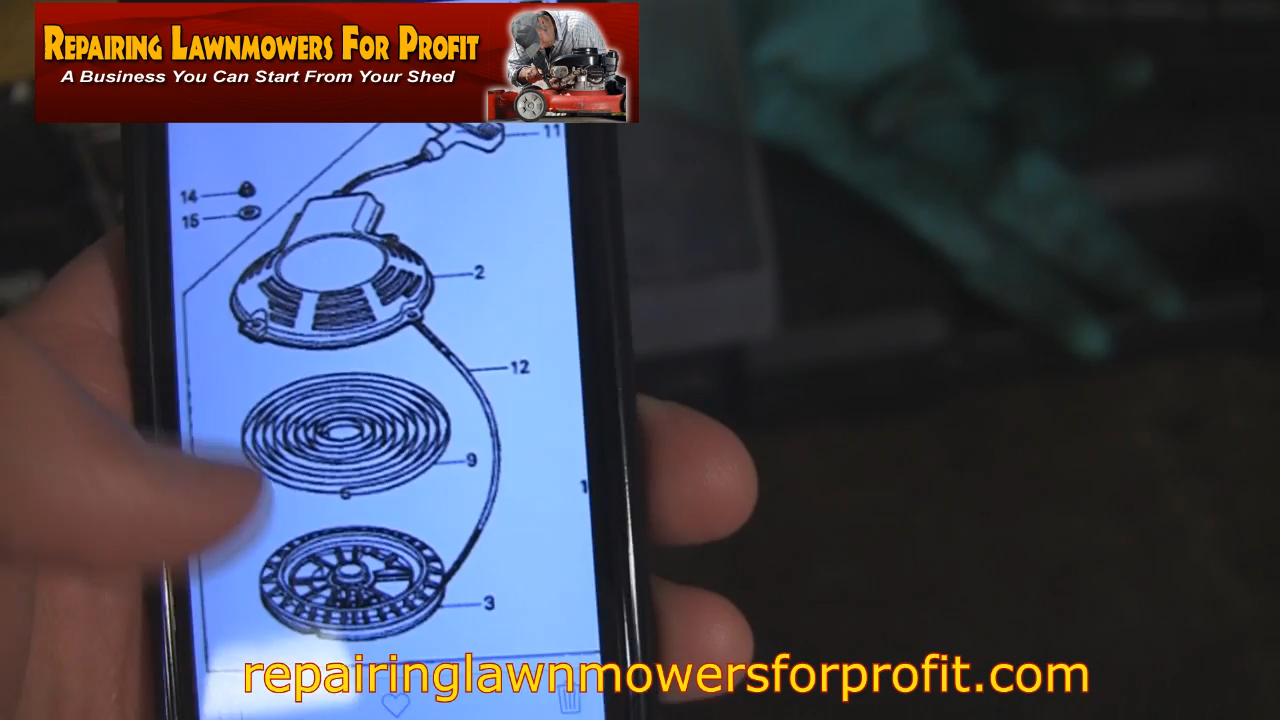 REPAIRING LAWNMOWERS FOR PROFIT
A Business You Can Start From Your Shed
11
14
15
2
12
9
1
3
repairinglawnmowersforprofit.com